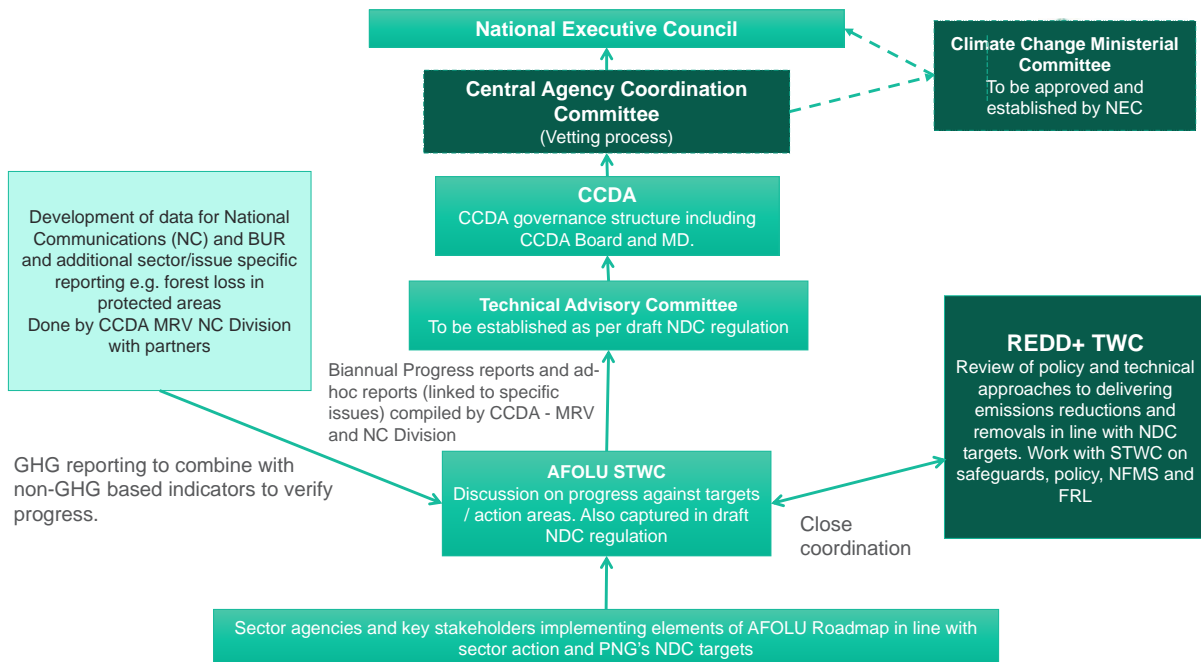 National Executive Council
Climate Change Ministerial
Committee
To be approved and
established by NEC
Central Agency Coordination
Committee
(Vetting process)
CCDA
CCDA governance structure including
CCDA Board and MD.
Development of data for National
Communications (NC) and BUR
and additional sector/issue specific
reporting e.g. forest loss in
protected areas
Done by CCDA MRV NC Division
with partners
Technical Advisory Committee
To be established as per draft NDC regulation
REDD+ TWC
Review of policy and technical
approaches to delivering
emissions reductions and
removals in line with NDC
targets. Work with STWC on
safeguards, policy, NFMS and
FRL
Biannual Progress reports and ad-
hoc reports (linked to specific
issues) compiled by CCDA - MRV
and NC Division
GHG reporting to combine with
non-GHG based indicators to verify
progress.
AFOLU STWC
Discussion on progress against targets
/ action areas. Also captured in draft
NDC regulation
Close
coordination
Sector agencies and key stakeholders implementing elements of AFOLU Roadmap in line with
sector action and PNG's NDC targets